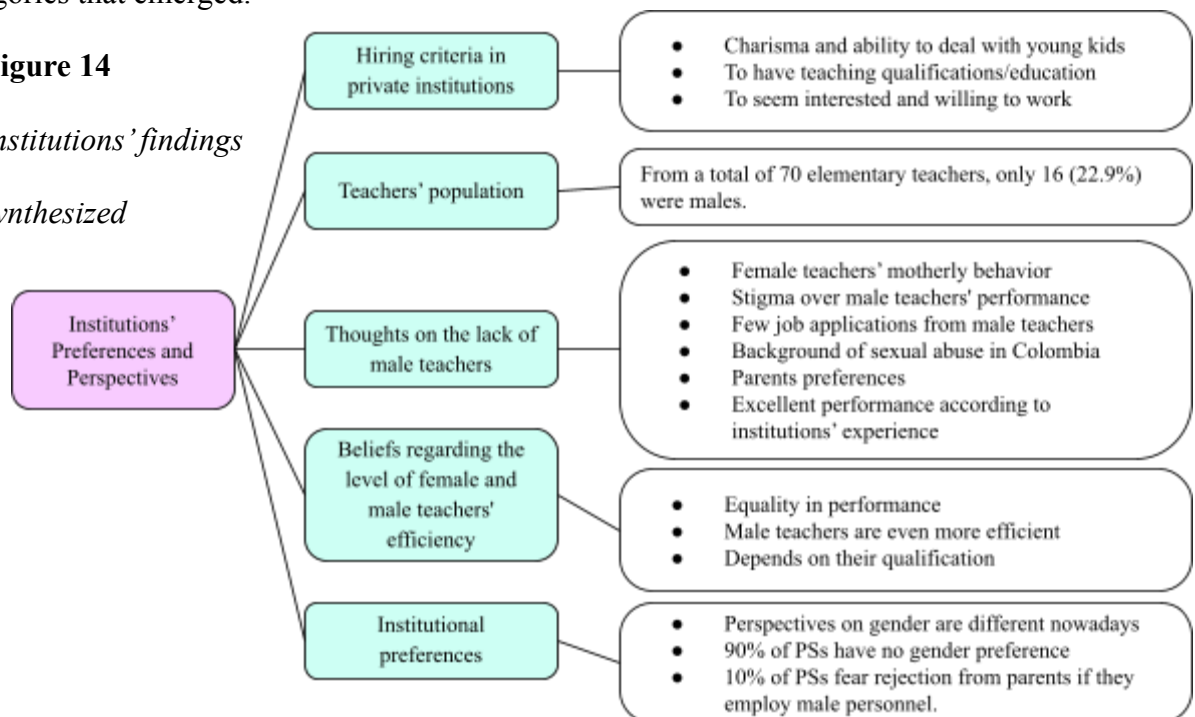 gories that emerged.
igure 14
nstitutions' findings
ynthesized
Institutions'
Preferences and
Perspectives
Hiring criteria in
private institutions
● Charisma and ability to deal with young kids
● To have teaching qualifications/education
● To seem interested and willing to work
Teachers' population
From a total of 70 elementary teachers, only 16 (22.9%)
were males.
Thoughts on the lack of
male teachers
● Female teachers' motherly behavior
● Stigma over male teachers' performance
● Few job applications from male teachers
● Background of sexual abuse in Colombia
● Parents preferences
● Excellent performance according to
institutions' experience
Beliefs regarding the
level of female and
male teachers'
efficiency
● Equality in performance
● Male teachers are even more efficient
● Depends on their qualification
Institutional
preferences
● Perspectives on gender are different nowadays
● 90% of PSs have no gender preference
● 10% of PSs fear rejection from parents if they
employ male personnel.